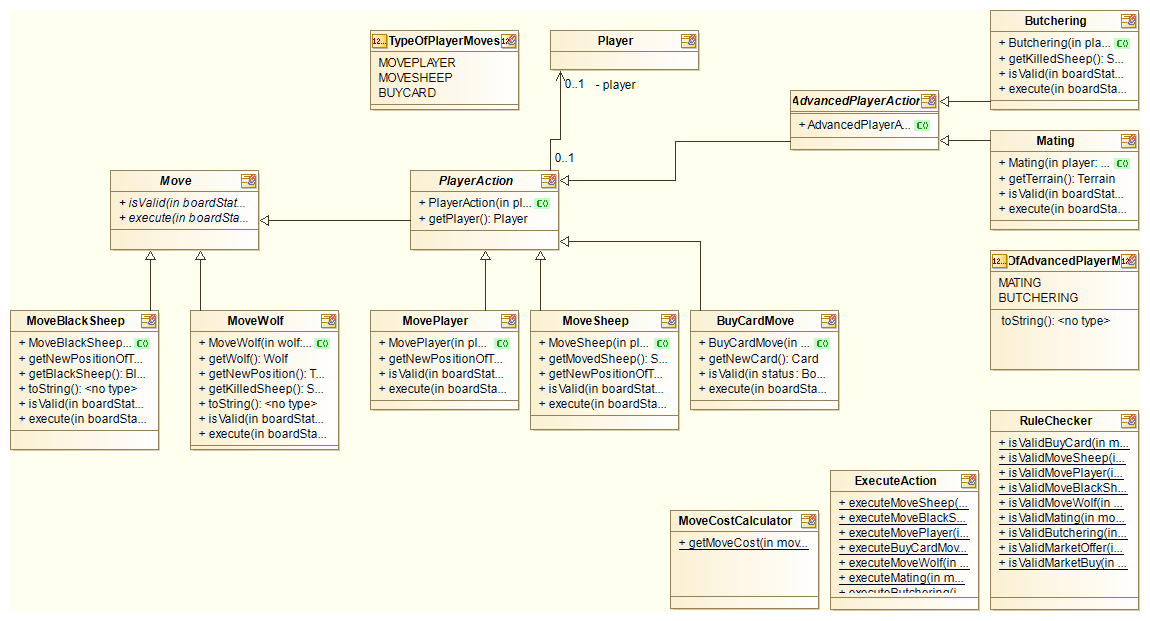 TypeOfPlayerMoves
MOVEPLAYER
MOVESHEEP
BUYCARD
Player
0..1 - player
0..1
Butchering
+ Butchering(in pla...
+ getKilledSheep(): S...
+ isValid(in boardStat...
+ execute(in boardSta...
AdvancedPlayerAction
+ AdvancedPlayerA...
Mating
+ Mating(in player: ...
+ getTerrain(): Terrain
+ isValid(in boardStat...
+ execute(in boardSta...
Move
+ isValid(in boardStat...
+ execute(in boardSta...
PlayerAction
+ PlayerAction(in pl...
+ getPlayer(): Player
OfAdvancedPlayerM
MATING
BUTCHERING
toString(): <no type>
MoveBlackSheep
+ MoveBlackSheep...
+ getNewPositionOfT...
+ getBlackSheep(): Bl...
+ toString(): <no type>
+ isValid(in boardStat...
+ execute(in boardSta...
MoveWolf
+ MoveWolf(in wolf:...
+ getWolf(): Wolf
+ getNewPosition(): T...
+ getKilledSheep(): S...
+ toString(): <no type>
+ isValid(in boardStat...
+ execute(in boardSta...
MovePlayer
+ MovePlayer(in pl...
+ getNewPositionOfT...
+ isValid(in boardStat...
+ execute(in boardSta...
MoveSheep
+ MoveSheep(in pl...
+ getMovedSheep(): S...
+ getNewPositionOfT...
+ isValid(in boardStat...
+ execute(in boardSta...
BuyCardMove
+ BuyCardMove(in ...
+ getNewCard(): Card
+ isValid(in status: Bo...
+ execute(in boardSta...
MoveCostCalculator
+ getMoveCost(in mov...
ExecuteAction
+ executeMoveSheep(...
+ executeMoveBlackS...
+ executeMovePlayer(i...
+ executeBuyCardMov...
+ executeMoveWolf(in ...
+ executeMating(in m...
+ executeButchering(i...
RuleChecker
+ isValidBuyCard(in m...
+ isValidMoveSheep(i...
+ isValidMovePlayer(i...
+ isValidMoveBlackSh...
+ isValidMoveWolf(in ...
+ isValidMating(in mo...
+ isValidButchering(in...
+ isValidMarketOffer(i...
+ isValidMarketBuy(in ...